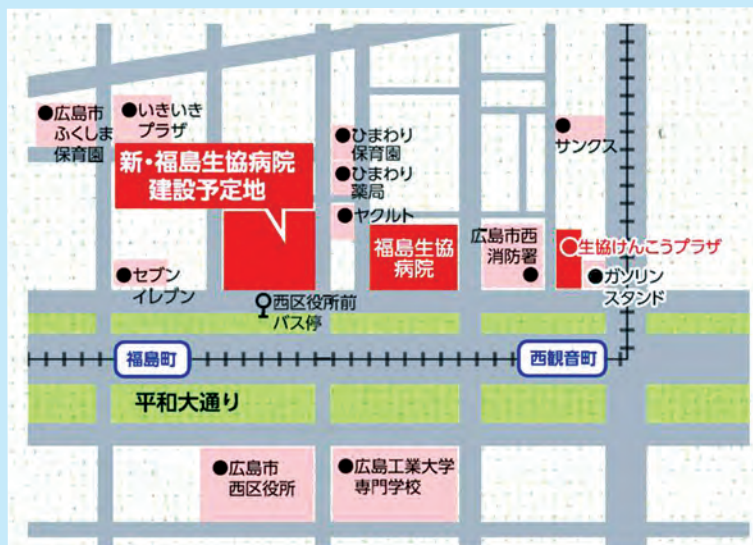 広島市
ふくしま
保育園
いきいき
プラザ
新・福島生協病院
建設予定地
ひまわり
保育園
ひまわり
薬局
ヤクルト
サンクス
福島生協
病院
広島市西
消防署
生協けんこうプラザ
ガソリン
スタンド
セブン
イレブン
西区役所前
バス停
福島町
西観音町
平和大通り
広島市
西区役所
広島工業大学
専門学校